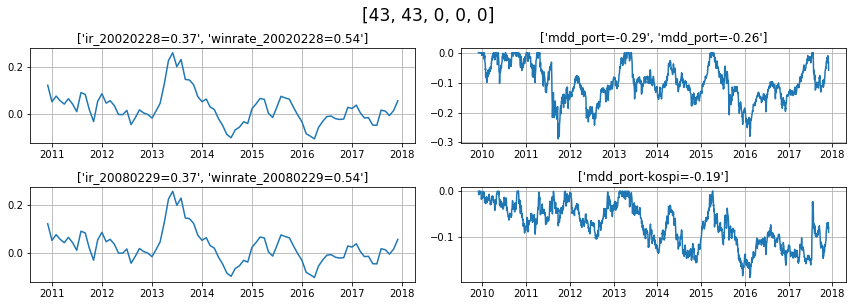 [43, 43, 0, 0, 0]
['ir_20020228=0.37', 'winrate_20020228=0.54']
0.2
0.0
2011 2012 2013 2014 2015 2016 2017 2018
['mdd_port=-0.29', 'mdd_port=-0.26']
0.0
−0.1
−0.2
−0.3
2010 2011 2012 2013 2014 2015 2016 2017 2018
['ir_20080229=0.37', 'winrate_20080229=0.54']
0.2
0.0
2011 2012 2013 2014 2015 2016 2017 2018
['mdd_port-kospi=-0.19']
0.0
−0.1
2010 2011 2012 2013 2014 2015 2016 2017 2018